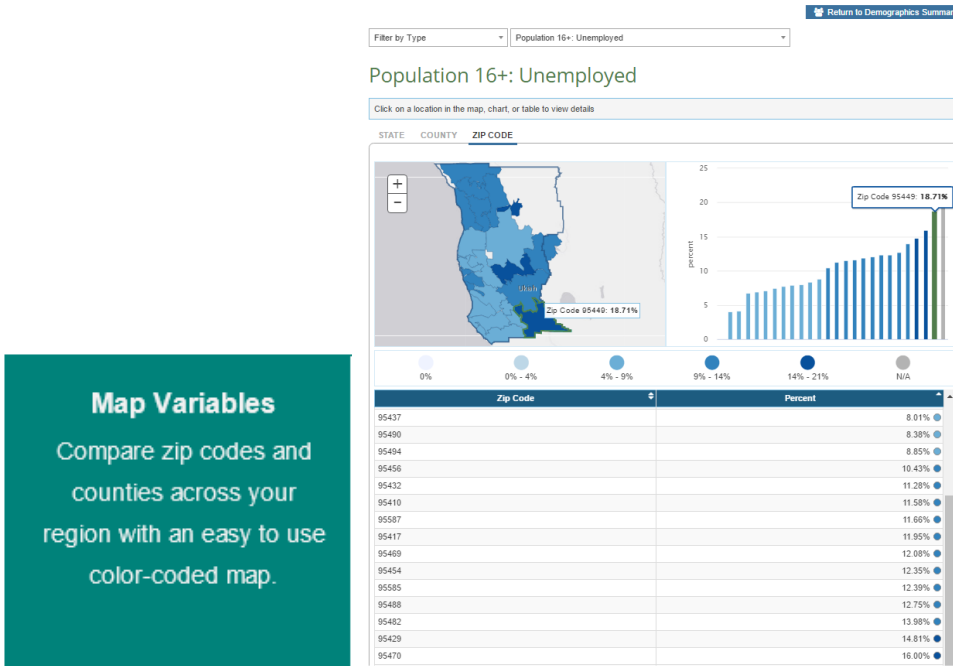 Return to Demographics Summar
Filter by Type
Population 16+: Unemployed
Population 16+: Unemployed
Click on a location in the map, chart, or table to view details
STATE COUNTY ZIP CODE
+
−
Ukiah
Zip Code 95449: 18.71%
25
20
15
10
5
0
percent
Zip Code 95449: 18.71%
0%
0% - 4%
4% - 9%
9% - 14%
14% - 21%
N/A
Zip Code Percent
95437 8.01%
95490 8.38%
95494 8.85%
95456 10.43%
95432 11.28%
95410 11.58%
95587 11.66%
95417 11.95%
95469 12.08%
95454 12.35%
95585 12.39%
95488 12.75%
95482 13.98%
95429 14.81%
95470 16.00%
Map Variables
Compare zip codes and
counties across your
region with an easy to use
color-coded map.